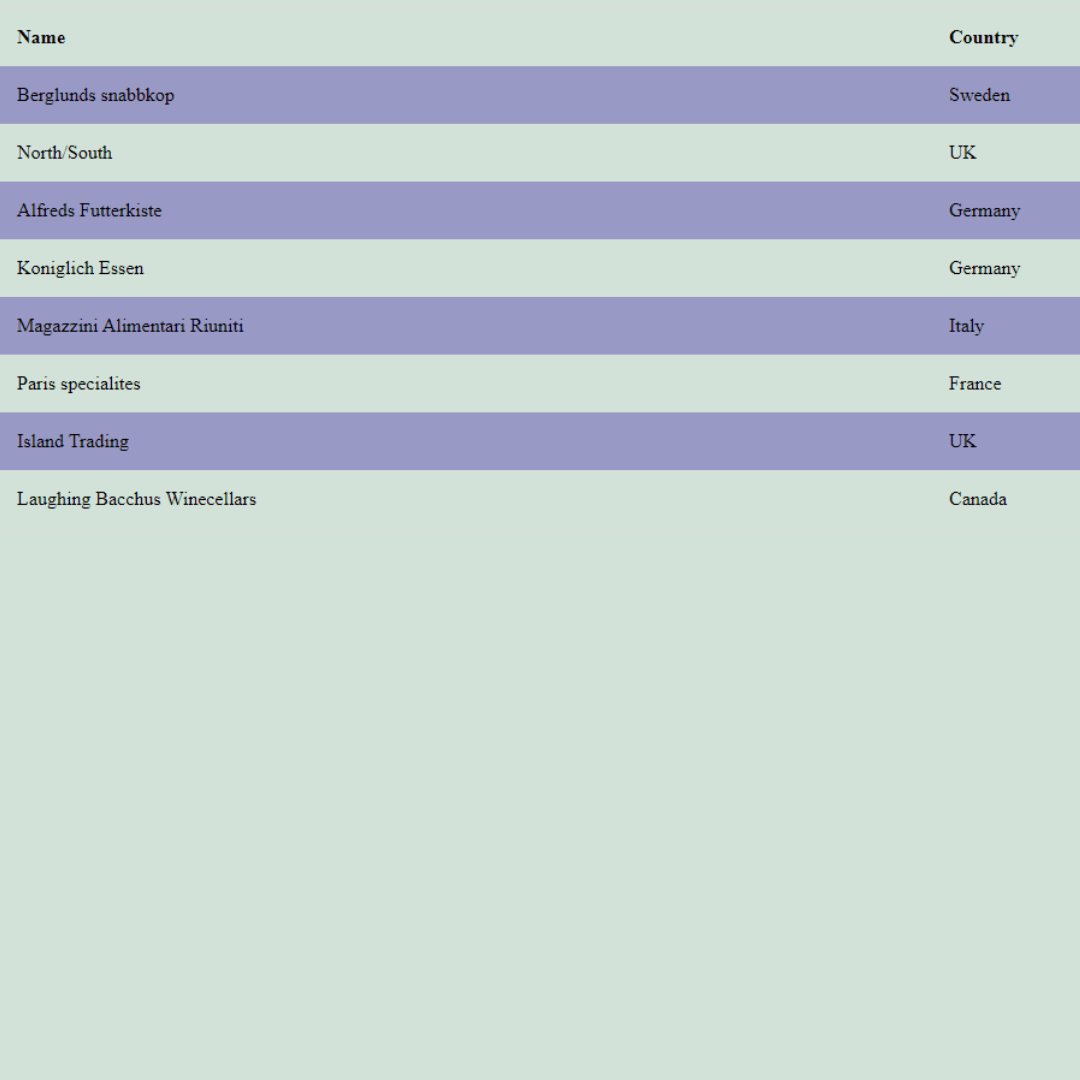 Name Country
Berglunds snabbkop Sweden
North/South UK
Alfreds Futterkiste Germany
Koniglich Essen Germany
Magazzini Alimentari Riuniti Italy
Paris specialites France
Island Trading UK
Laughing Bacchus Winecellars Canada